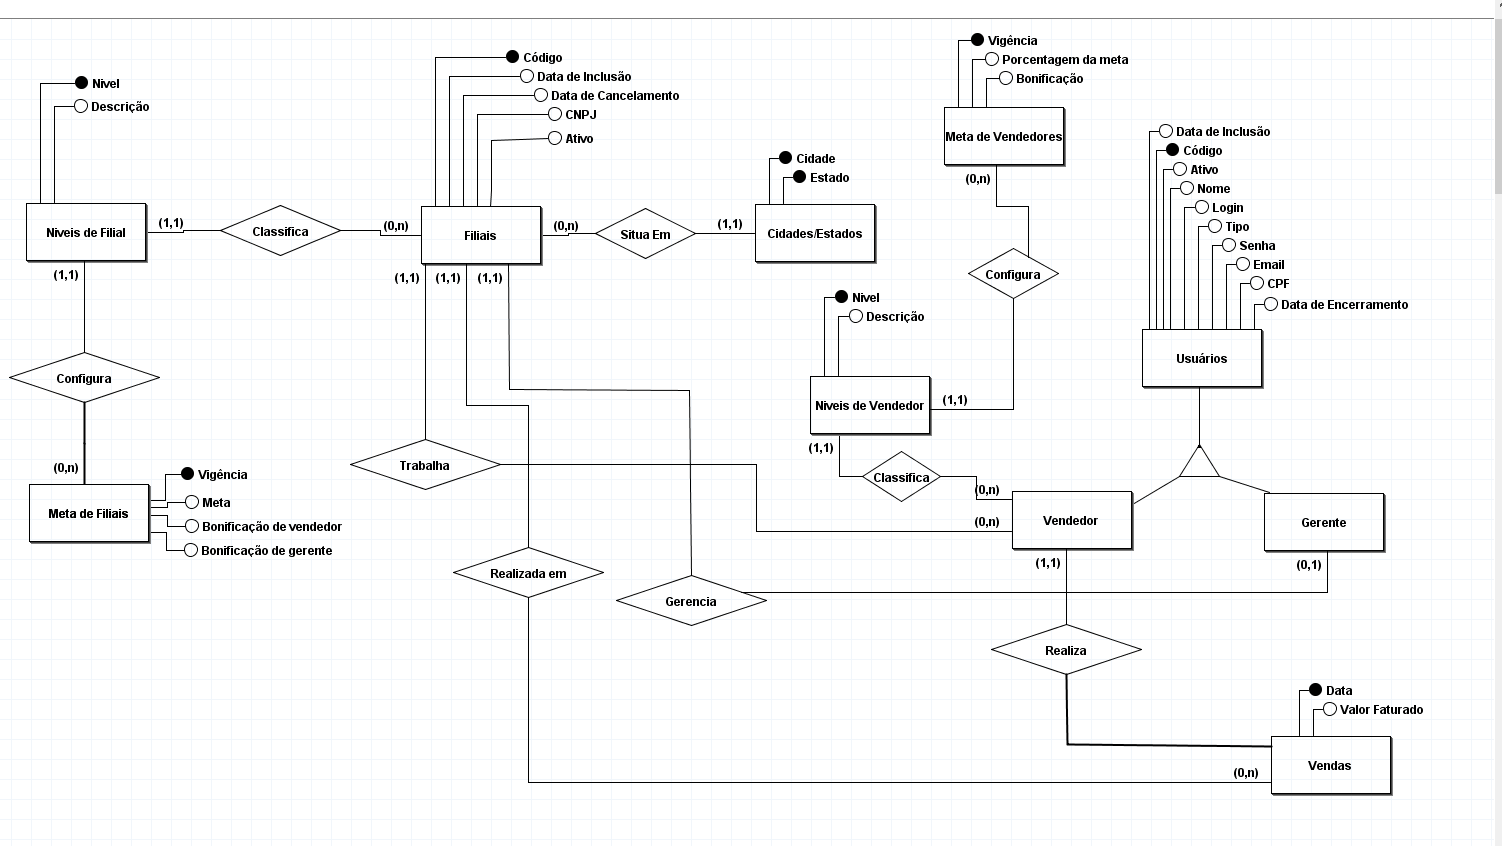 Vigência
Porcentagem da meta
Bonificação
Meta de Vendedores
(0,n)
Código
Data de Inclusão
Data de Cancelamento
CNPJ
Ativo
Nivel
Descrição
Data de Inclusão
Código
Ativo
Nome
Login
Tipo
Senha
Email
CPF
Data de Encerramento
Usuários
Cidade
Estado
Niveis de Filial
(1,1)
Classifica
(0,n)
Filiais
(0,n)
Situa Em
(1,1)
Cidades/Estados
(1,1)
(1,1)
(1,1)
(1,1)
Configura
Nivel
Descrição
Configura
Niveis de Vendedor
(1,1)
(1,1)
(0,n)
Trabalha
Classifica
(0,n)
Vigência
Meta
Bonificação de vendedor
Bonificação de gerente
Meta de Filiais
(0,n)
Vendedor
Gerente
(1,1)
(0,1)
Realizada em
Gerencia
Realiza
Data
Valor Faturado
Vendas
(0,n)